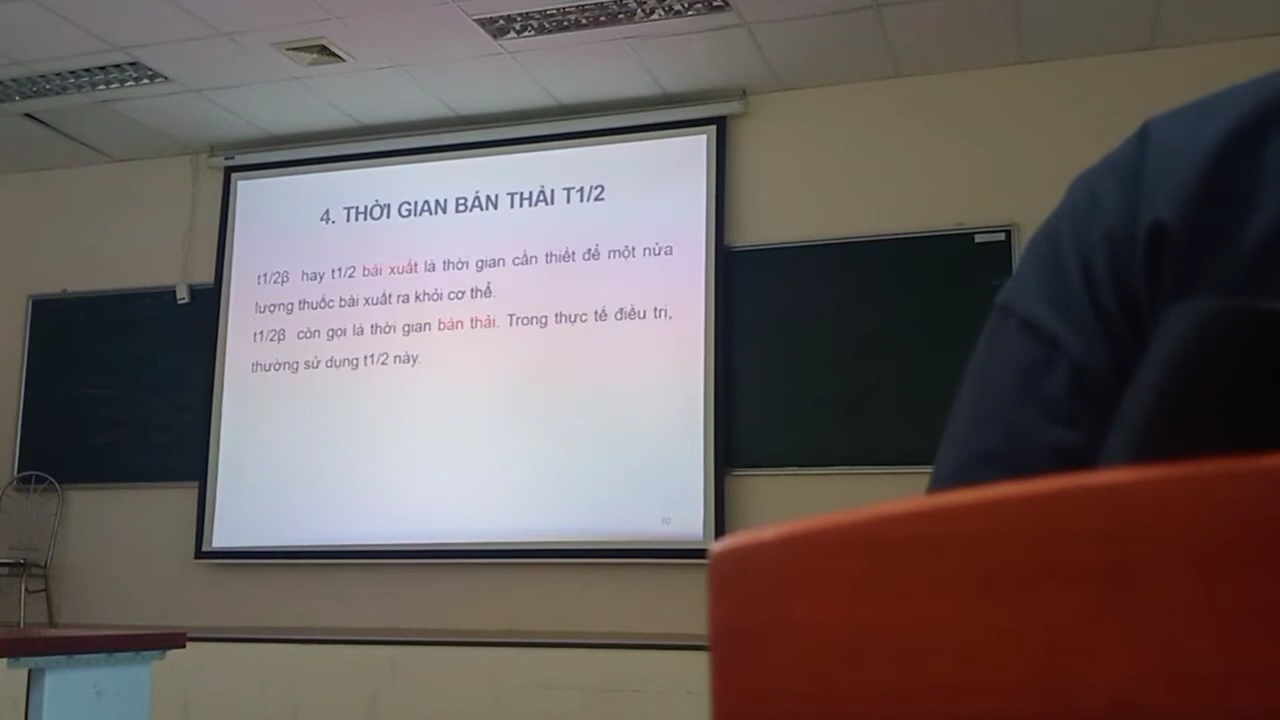 4. THỜI GIAN BÁN THẢI T1/2
t1/2β hay t1/2 bài xuất là thời gian cần thiết để một nửa
lượng thuốc bài xuất ra khỏi cơ thể.
t1/2β còn gọi là thời gian bán thải. Trong thực tế điều trị,
thường sử dụng t1/2 này.